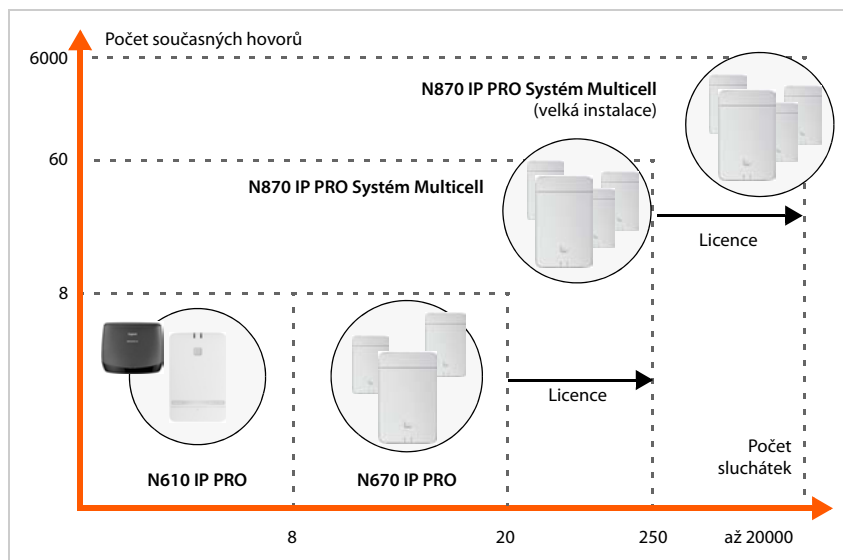 Počet současných hovorů
6000
N870 IP PRO Systém Multicell
(velká instalace)
60
N870 IP PRO Systém Multicell
Licence
8
Licence
Počet
sluchátek
N610 IP PRO
N670 IP PRO
8
20
250
až 20000